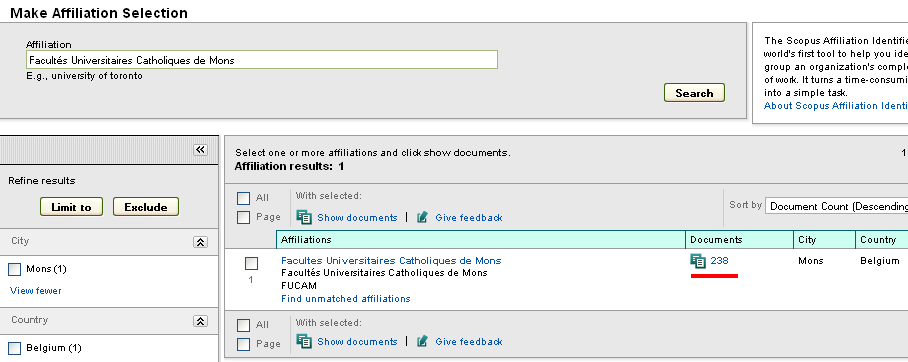 Make Affiliation Selection
Affiliation
Facultés Universitaires Catholiques de Mons
E.g., university of toronto
Search
The Scopus Affiliation Identifie
world's first tool to help you ide
group an organization's comple
of work. It turns a time-consumi
into a simple task.
About Scopus Affiliation Identi
Refine results
Limit to Exclude
City
Mons (1)
View fewer
Country
Belgium (1)
Select one or more affiliations and click show documents. 1
Affiliation results: 1
All With selected:
Page Show documents | Give feedback
Sort by Document Count (Descending
Affiliations Documents City Country
Facultes Universitaires Catholiques de Mons 238 Mons Belgium
1 Facultés Universitaires Catholiques de Mons
FUCAM
Find unmatched affiliations
All With selected:
Page Show documents | Give feedback